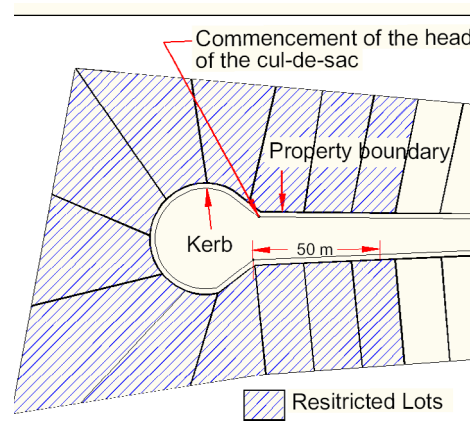 Commencement of the head
of the cul-de-sac
Property boundary
Kerb
50 m
Resitricted Lots